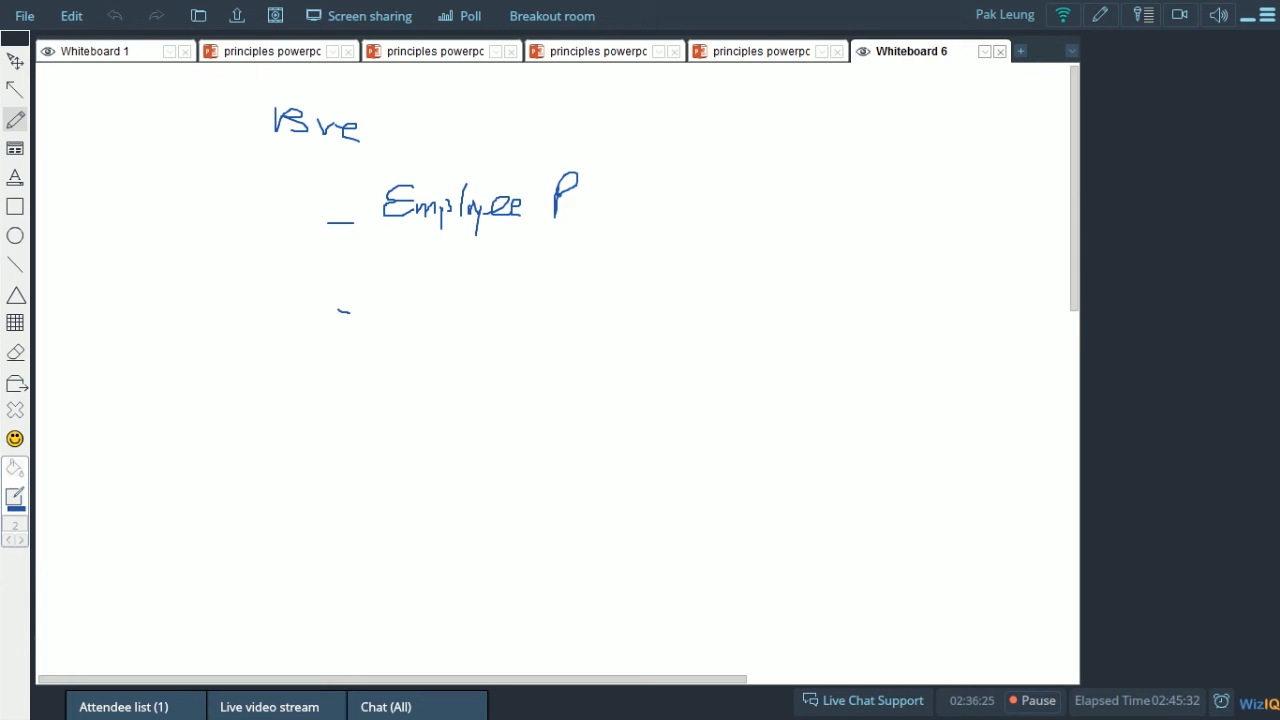 File Edit Screen sharing Poll Breakout room Pak Leung
Whiteboard 1 principles powerpc principles powerpc principles powerpc principles powerpc Whiteboard 6
Bre
– Employee P
-
A
2
Live Chat Support 02:36:25 Pause Elapsed Time 02:45:32 WizIQ
Attendee list (1) Live video stream Chat (All)